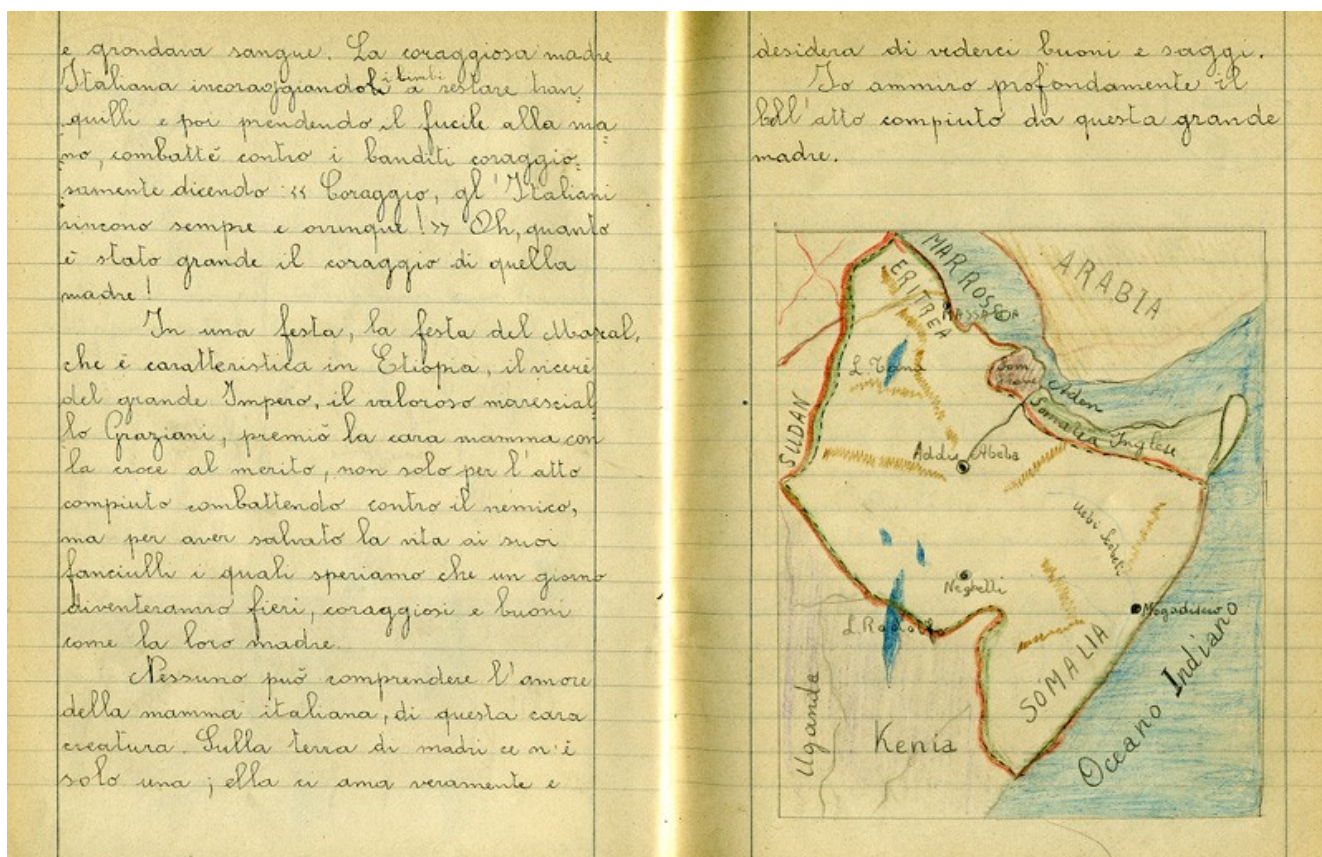 e grondava sangue. La coraggiosa madre
Italiana incoraggiandoli i bimbi a restare tran=
quilli e poi prendendo il fucile alla ma=
no, combatté contro i banditi coraggio=
samente dicendo « Coraggio, gl'Italiani
vincono sempre e ovunque!» Oh, quanto
è stato grande il coraggio di quella
madre!
In una festa, la festa del Mascal,
che è caratteristica in Etiopia, il viceré
del grande Impero, il valoroso marescial=
lo Graziani, premiò la cara mamma con
la croce al merito, non solo per l'atto
compiuto combattendo contro il nemico,
ma per aver salvato la vita ai suoi
fanciulli i quali speriamo che un giorno
diventeranno fieri, coraggiosi e buoni
come la loro madre.
Nessuno può comprendere l'amore
della mamma italiana, di questa cara
creatura. Sulla terra di madri ce n'è
solo una; ella ci ama veramente e
desidera di vederci buoni e saggi.
Io ammiro profondamente il
bell'atto compiuto da questa grande
madre.
MAR ROSSO
ARABIA
ERITREA
MASSAUA
L. Tana
Som.
Aden
SUDAN
Somalia Inglese
Addis Abeba
Uebi Scebeli
Neghelli
L. Rodolfo
Mogadiscio
SOMALIA
Uganda
Kenia
Oceano Indiano